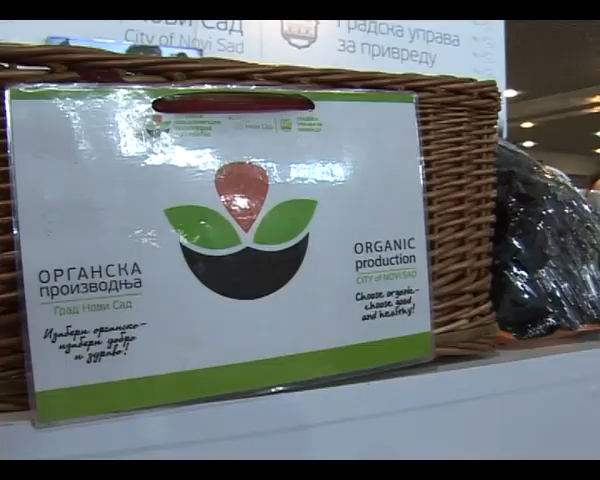 Нови Сад
City of Novi Sad
Градска управа
за привреду
ОРГАНСКА
производња
Град Нови Сад
Изабери органско-
изабери добро
и здраво!
ORGANIC
production
CITY of NOVI SAD
Choose organic-
choose good
and healthy!